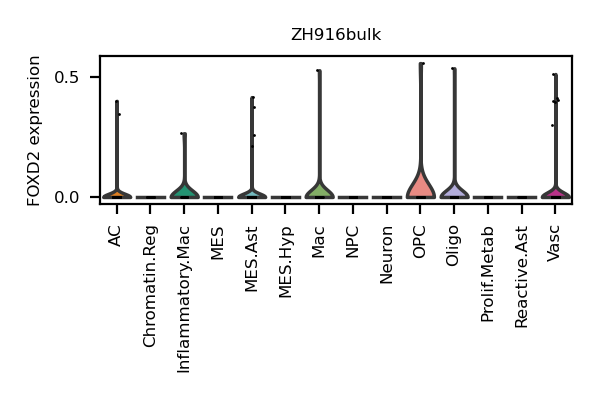 ZH916bulk
FOXD2 expression
0.5
0.0
AC
Chromatin.Reg
Inflammatory.Mac
MES
MES.Ast
MES.Hyp
Mac
NPC
Neuron
OPC
Oligo
Prolif.Metab
Reactive.Ast
Vasc